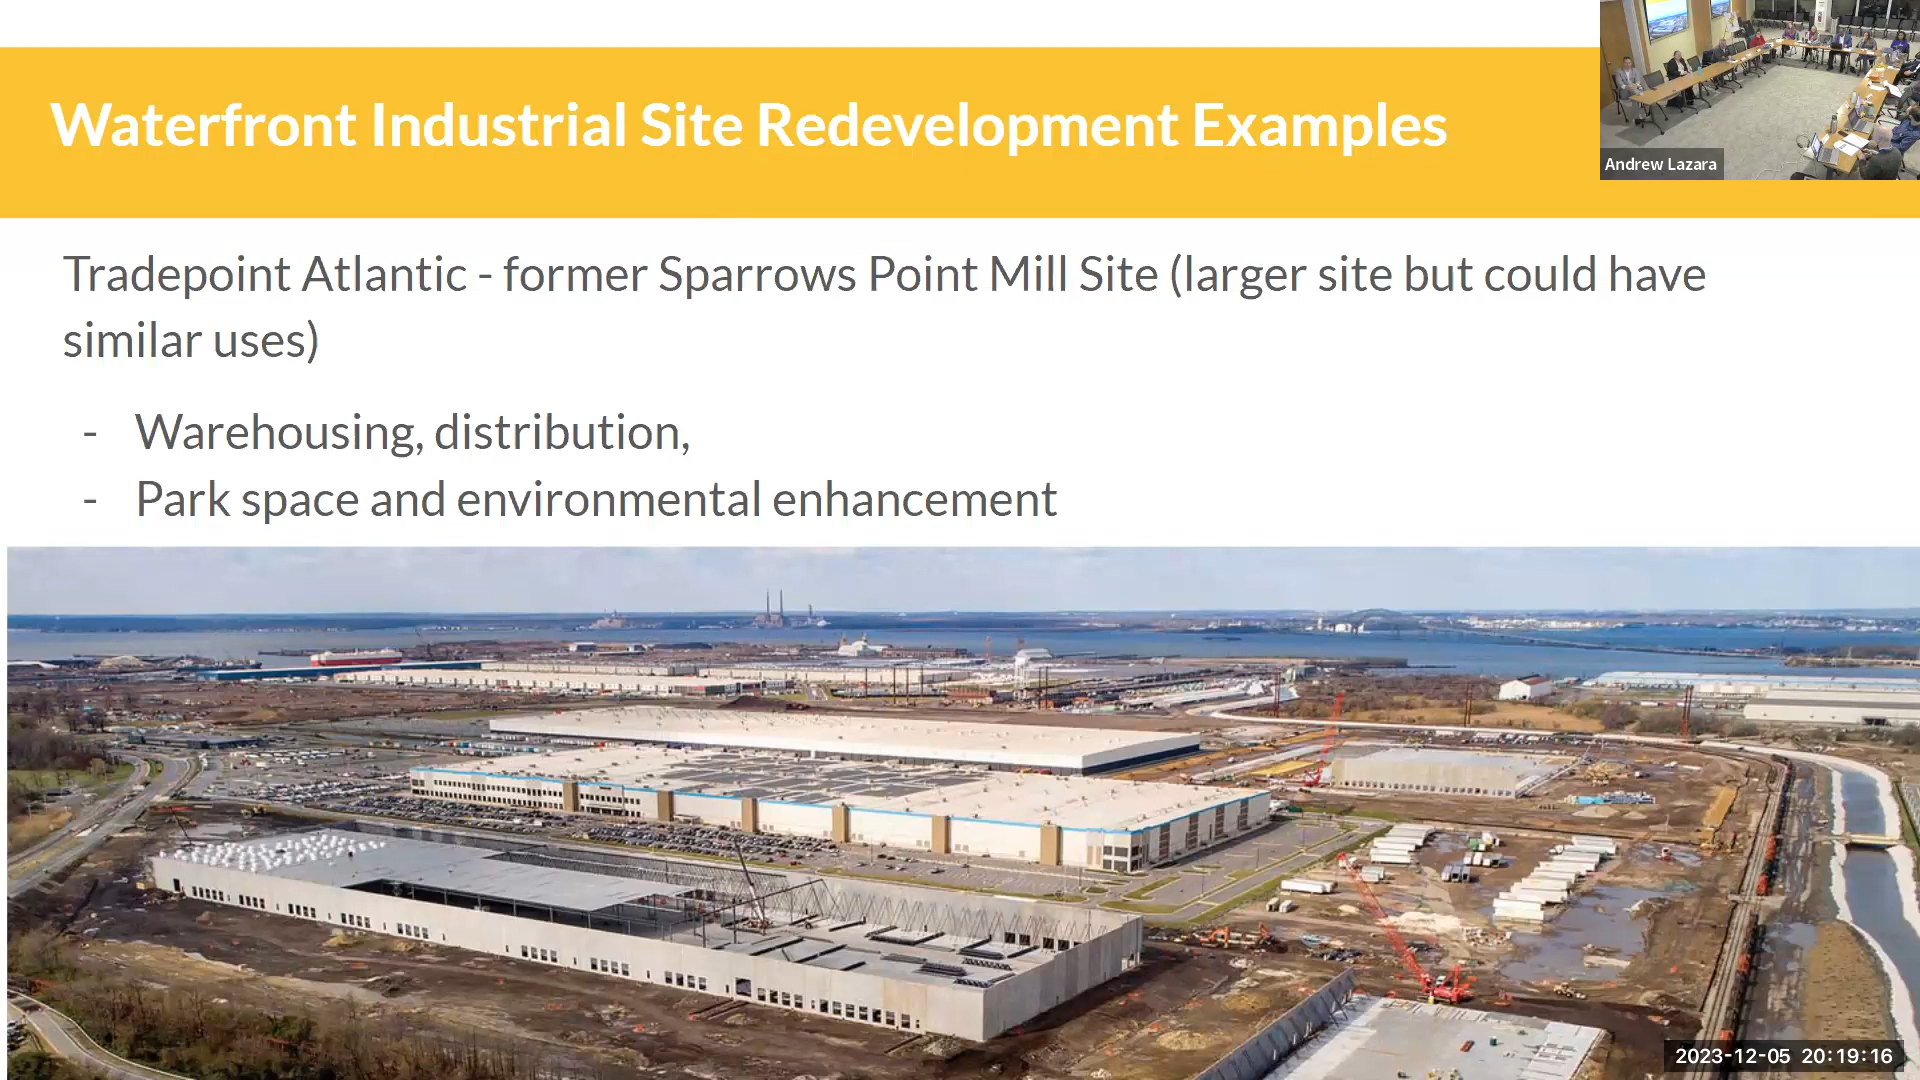 Waterfront Industrial Site Redevelopment Examples
Andrew Lazara
Tradepoint Atlantic - former Sparrows Point Mill Site (larger site but could have
similar uses)
- Warehousing, distribution,
- Park space and environmental enhancement
2023-12-05 20:19:16